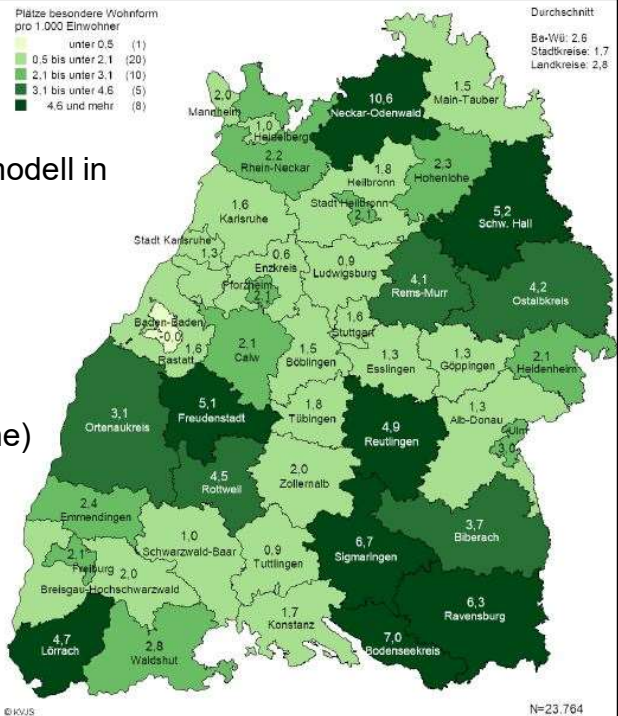 Plätze besondere Wohnform
pro 1.000 Einwohner
unter 0,5 (1)
0,5 bis unter 2,1 (20)
2,1 bis unter 3,1 (10)
3,1 bis unter 4,6 (5)
4,6 und mehr (8)
Durchschnitt
Ba-Wü: 2,6
Stadtkreise: 1,7
Landkreise: 2,8
nodell in
ne)
2,0
Mannheim
1,0
Heidelberg
2,2
Rhein-Neckar
10,6
Neckar-Odenwald
1,5
Main-Tauber
1,8
Heilbronn
2,3
Hohenlohe
Stadt Heilbronn
2,1
5,2
Schw. Hall
1,6
Karlsruhe
Stadt Karlsruhe
1,3
0,6
Enzkreis
Pforzheim
2,1
0,9
Ludwigsburg
4,1
Rems-Murr
4,2
Ostalbkreis
Baden-Baden
0,0
1,6
Rastatt
2,1
Calw
1,5
Böblingen
1,6
Stuttgart
1,3
Esslingen
1,3
Göppingen
2,1
Heidenheim
3,1
Ortenaukreis
5,1
Freudenstadt
1,8
Tübingen
4,9
Reutlingen
1,3
Alb-Donau
Ulm
3,0
4,5
Rottweil
2,0
Zollernalb
2,4
Emmendingen
1,0
Schwarzwald-Baar
0,9
Tuttlingen
6,7
Sigmaringen
3,7
Biberach
2,1
Freiburg
2,0
Breisgau-Hochschwarzwald
4,7
Lörrach
2,8
Waldshut
1,7
Konstanz
7,0
Bodenseekreis
6,3
Ravensburg
©KVJS
N=23.764